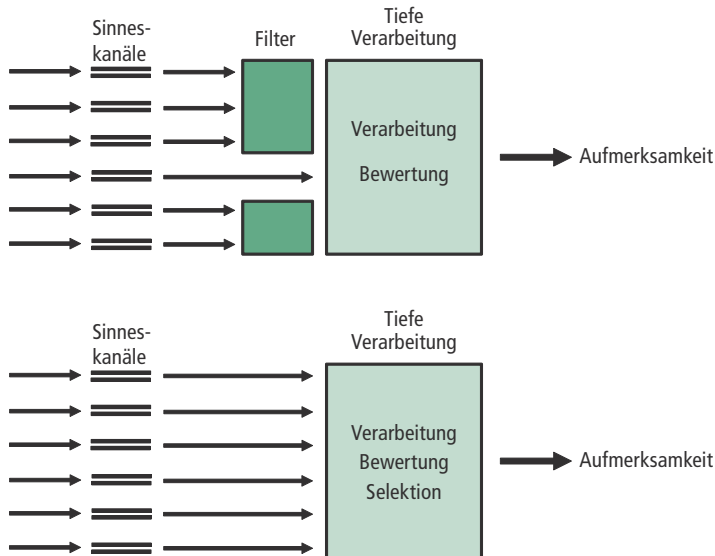 Sinnes-
kanäle
Filter
Tiefe
Verarbeitung
Verarbeitung
Bewertung
Aufmerksamkeit
Sinnes-
kanäle
Tiefe
Verarbeitung
Verarbeitung
Bewertung
Selektion
Aufmerksamkeit